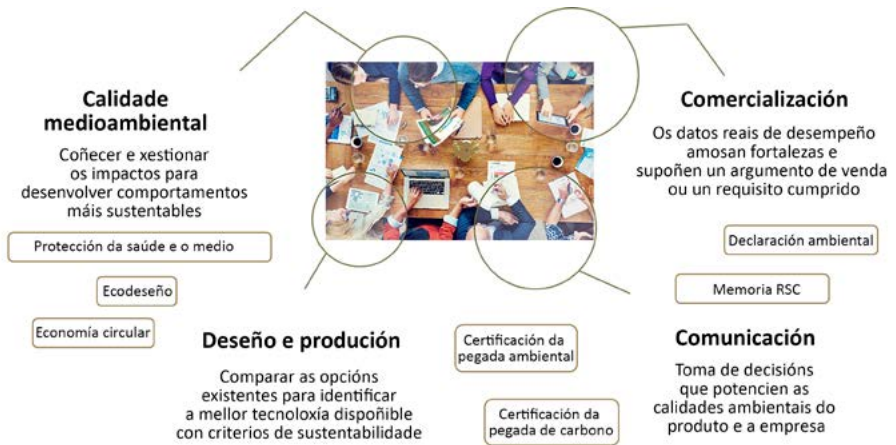 Calidade
medioambiental
Coñecer e xestionar
os impactos para
desenvolver comportamentos
máis sustentables
Protección da saúde e o medio
Ecodeseño
Economía circular
Deseño e produción
Comparar as opcións
existentes para identificar
a mellor tecnoloxía dispoñible
con criterios de sustentabilidade
Certificación da
pegada ambiental
Certificación da
pegada de carbono
Comercialización
Os datos reais de desempeño
amosan fortalezas e
supoñen un argumento de venda
ou un requisito cumprido
Declaración ambiental
Memoria RSC
Comunicación
Toma de decisións
que potencien as
calidades ambientais do
produto e a empresa